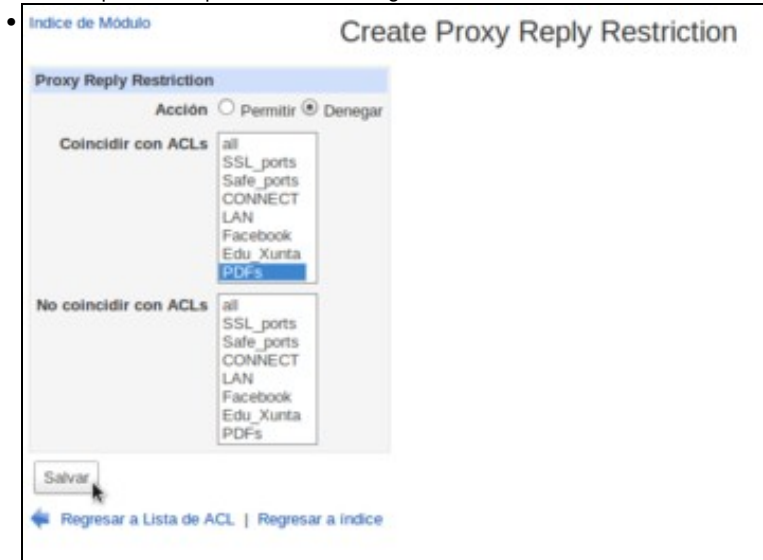 Indice de Módulo
Create Proxy Reply Restriction
Proxy Reply Restriction
Acción Permitir Denegar
Coincidir con ACLs
all
SSL_ports
Safe_ports
CONNECT
LAN
Facebook
Edu_Xunta
PDFs
No coincidir con ACLs
all
SSL_ports
Safe_ports
CONNECT
LAN
Facebook
Edu_Xunta
PDFs
Salvar
Regresar a Lista de ACL | Regresar a índice